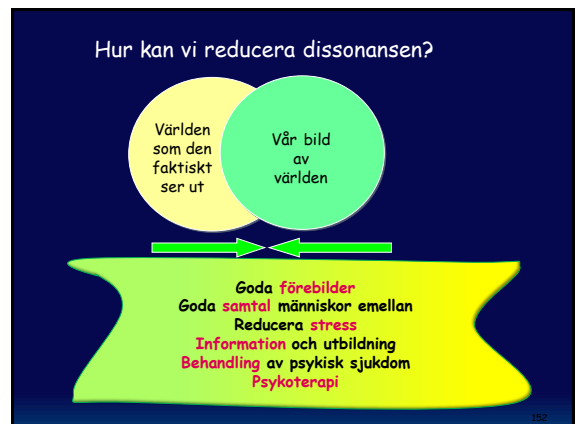 Hur kan vi reducera dissonansen?
Världen
som den
faktiskt
ser ut
Vår bild
av
världen
Goda förebilder
Goda samtal människor emellan
Reducera stress
Information och utbildning
Behandling av psykisk sjukdom
Psykoterapi
152